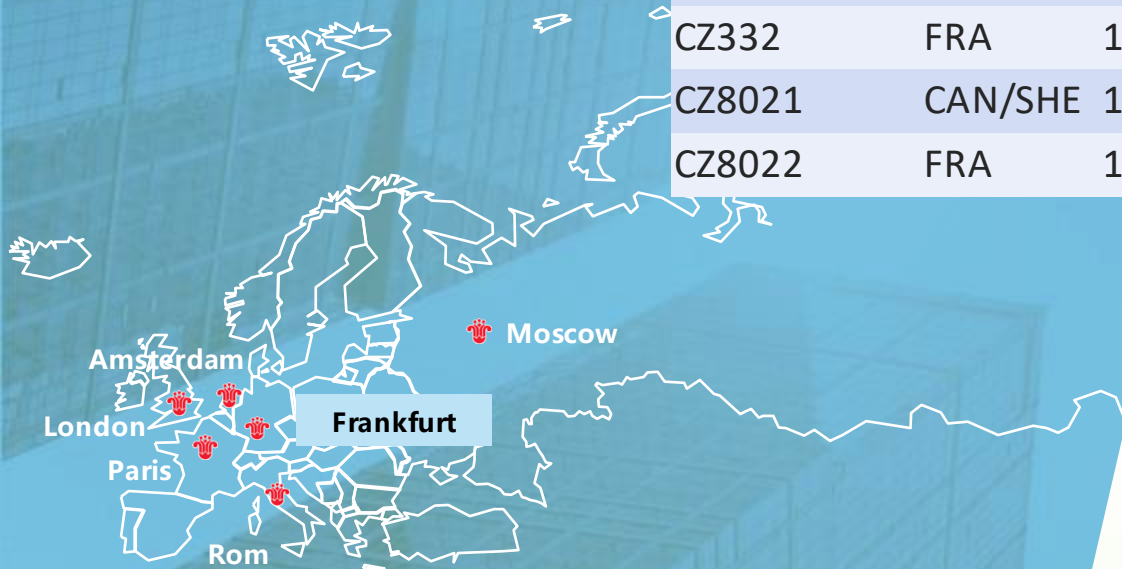 CZ332 FRA 1
CZ8021 CAN/SHE 1
CZ8022 FRA 1
Moscow
Amsterdam
London
Frankfurt
Paris
Rom